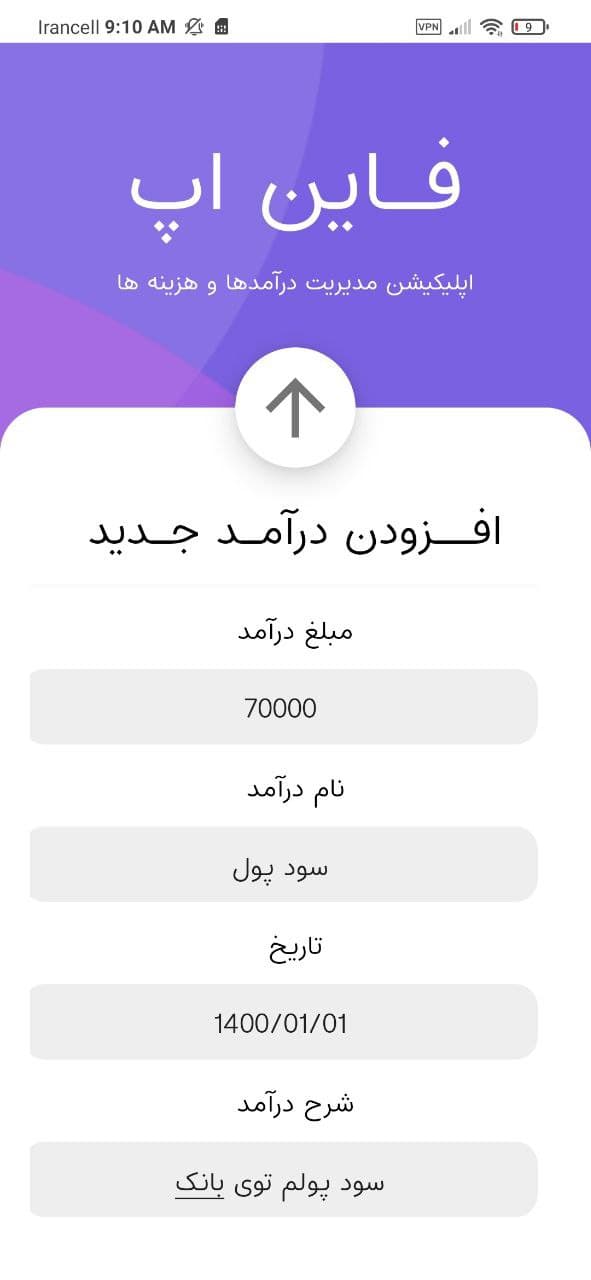 Irancell 9:10 AM VPN 9
فــاین اپ
اپلیکیشن مدیریت درآمدها و هزینه ها
افـــزودن درآمــد جــدید
مبلغ درآمد
70000
نام درآمد
سود پول
تاریخ
1400/01/01
شرح درآمد
سود پولم توی بانک